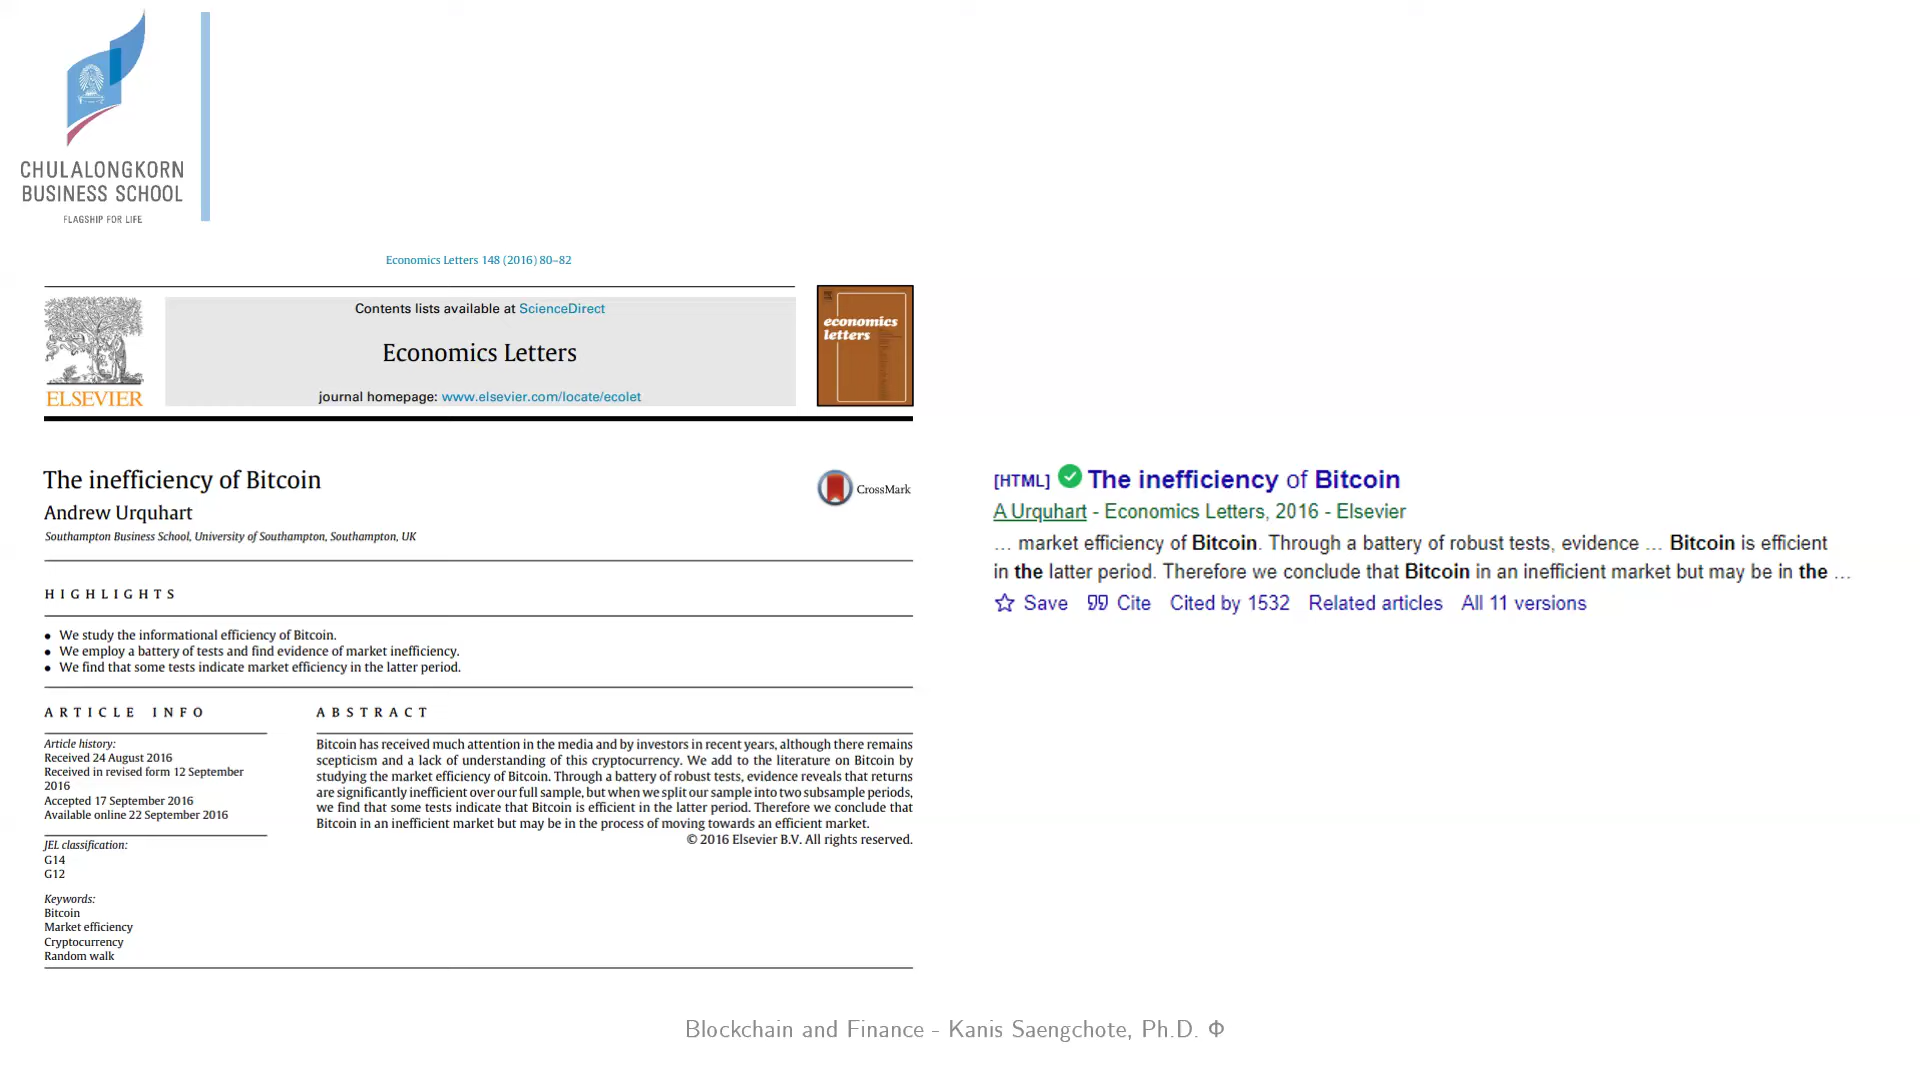 CHULALONGKORN
BUSINESS SCHOOL
FLAGSHIP FOR LIFE
Economics Letters 148 (2016) 80–82
Contents lists available at ScienceDirect
Economics Letters
journal homepage: www.elsevier.com/locate/ecolet
ELSEVIER
economics
letters
The inefficiency of Bitcoin
Andrew Urquhart
Southampton Business School, University of Southampton, Southampton, UK
CrossMark
HIGHLIGHTS
• We study the informational efficiency of Bitcoin.
• We employ a battery of tests and find evidence of market inefficiency.
• We find that some tests indicate market efficiency in the latter period.
ARTICLE INFO
Article history:
Received 24 August 2016
Received in revised form 12 September
2016
Accepted 17 September 2016
Available online 22 September 2016
JEL classification:
G14
G12
Keywords:
Bitcoin
Market efficiency
Cryptocurrency
Random walk
ABSTRACT
Bitcoin has received much attention in the media and by investors in recent years, although there remains
scepticism and a lack of understanding of this cryptocurrency. We add to the literature on Bitcoin by
studying the market efficiency of Bitcoin. Through a battery of robust tests, evidence reveals that returns
are significantly inefficient over our full sample, but when we split our sample into two subsample periods,
we find that some tests indicate that Bitcoin is efficient in the latter period. Therefore we conclude that
Bitcoin in an inefficient market but may be in the process of moving towards an efficient market.
© 2016 Elsevier B.V. All rights reserved.
[HTML] The inefficiency of Bitcoin
A Urquhart - Economics Letters, 2016 - Elsevier
… market efficiency of Bitcoin. Through a battery of robust tests, evidence … Bitcoin is efficient
in the latter period. Therefore we conclude that Bitcoin in an inefficient market but may be in the …
Save Cite Cited by 1532 Related articles All 11 versions
Blockchain and Finance - Kanis Saengchote, Ph.D. Φ